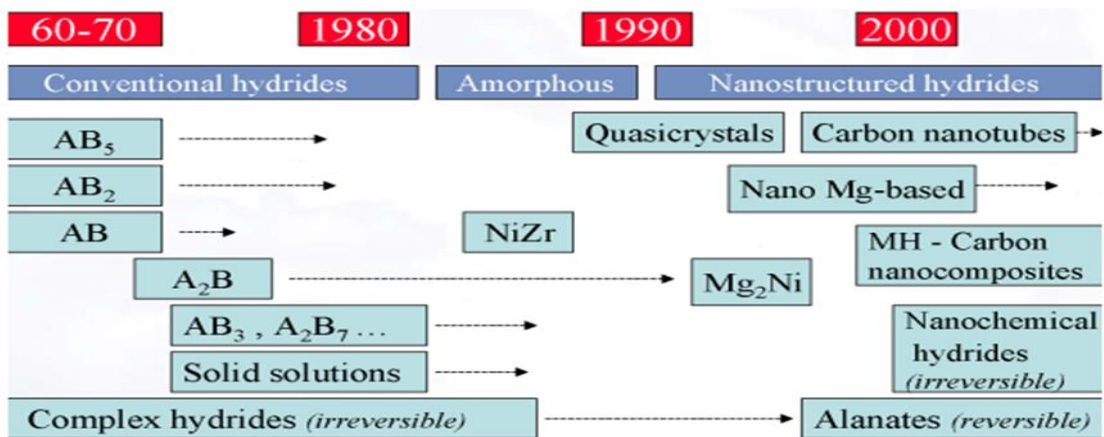 60-70 1980 1990 2000
Conventional hydrides Amorphous Nanostructured hydrides
AB₅ Quasicrystals Carbon nanotubes
AB₂ Nano Mg-based
AB NiZr MH - Carbon
nanocomposites
A₂B Mg₂Ni
AB₃ , A₂B₇ ... Nanochemical
hydrides
Solid solutions (irreversible)
Complex hydrides (irreversible) Alanates (reversible)